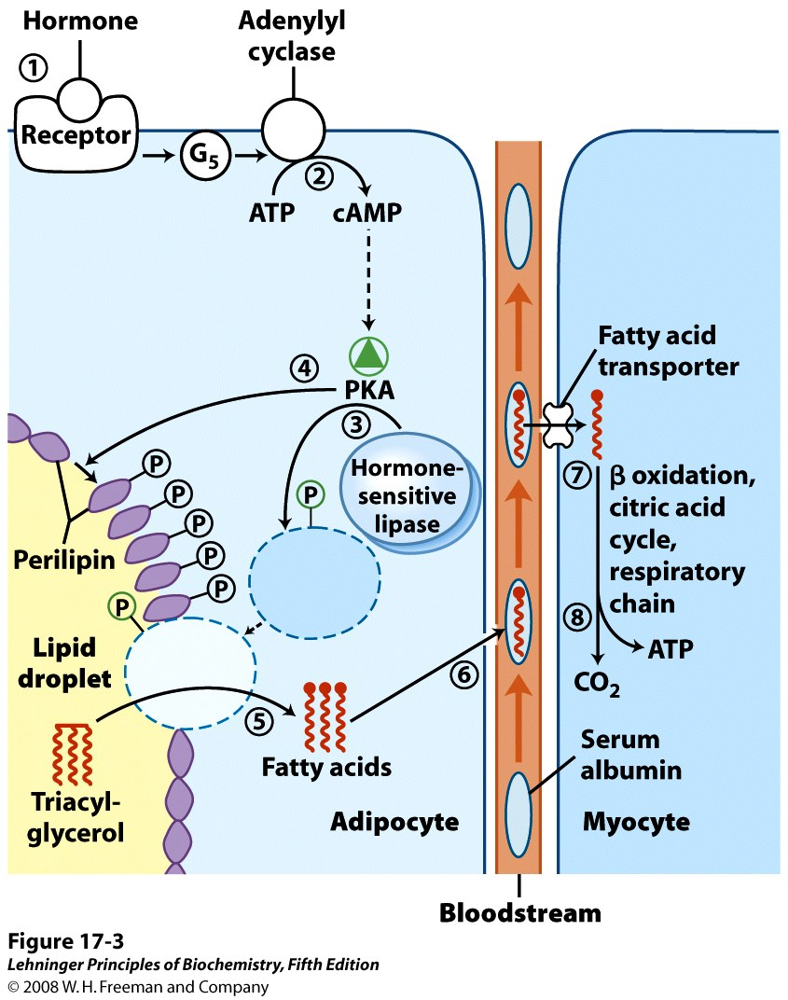 Hormone
Adenylyl
cyclase
①
Receptor
G5
②
ATP
cAMP
Fatty acid
transporter
④
PKA
③
Hormone-
sensitive
lipase
P
P
P
P
P
P
P
Perilipin
⑦
β oxidation,
citric acid
cycle,
respiratory
chain
⑧
ATP
CO2
Lipid
droplet
⑥
⑤
Fatty acids
Triacyl-
glycerol
Serum
albumin
Adipocyte
Myocyte
Bloodstream
Figure 17-3
Lehninger Principles of Biochemistry, Fifth Edition
© 2008 W. H. Freeman and Company